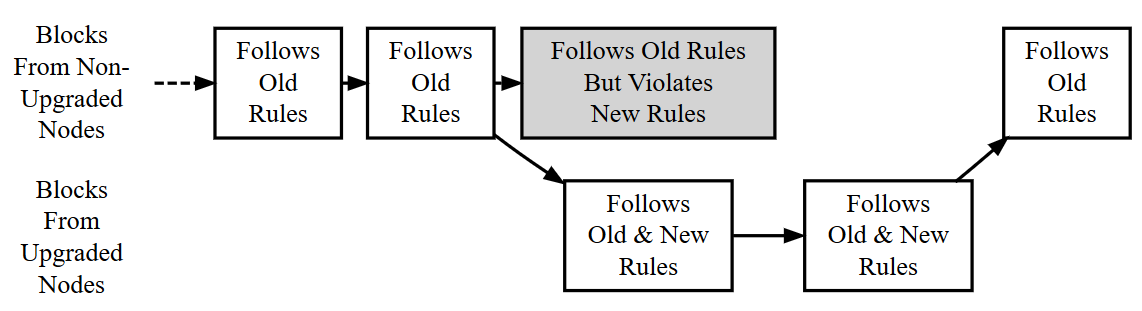 Blocks
From Non-
Upgraded
Nodes
Follows
Old
Rules
Follows
Old
Rules
Follows Old Rules
But Violates
New Rules
Follows
Old
Rules
Blocks
From
Upgraded
Nodes
Follows
Old & New
Rules
Follows
Old & New
Rules